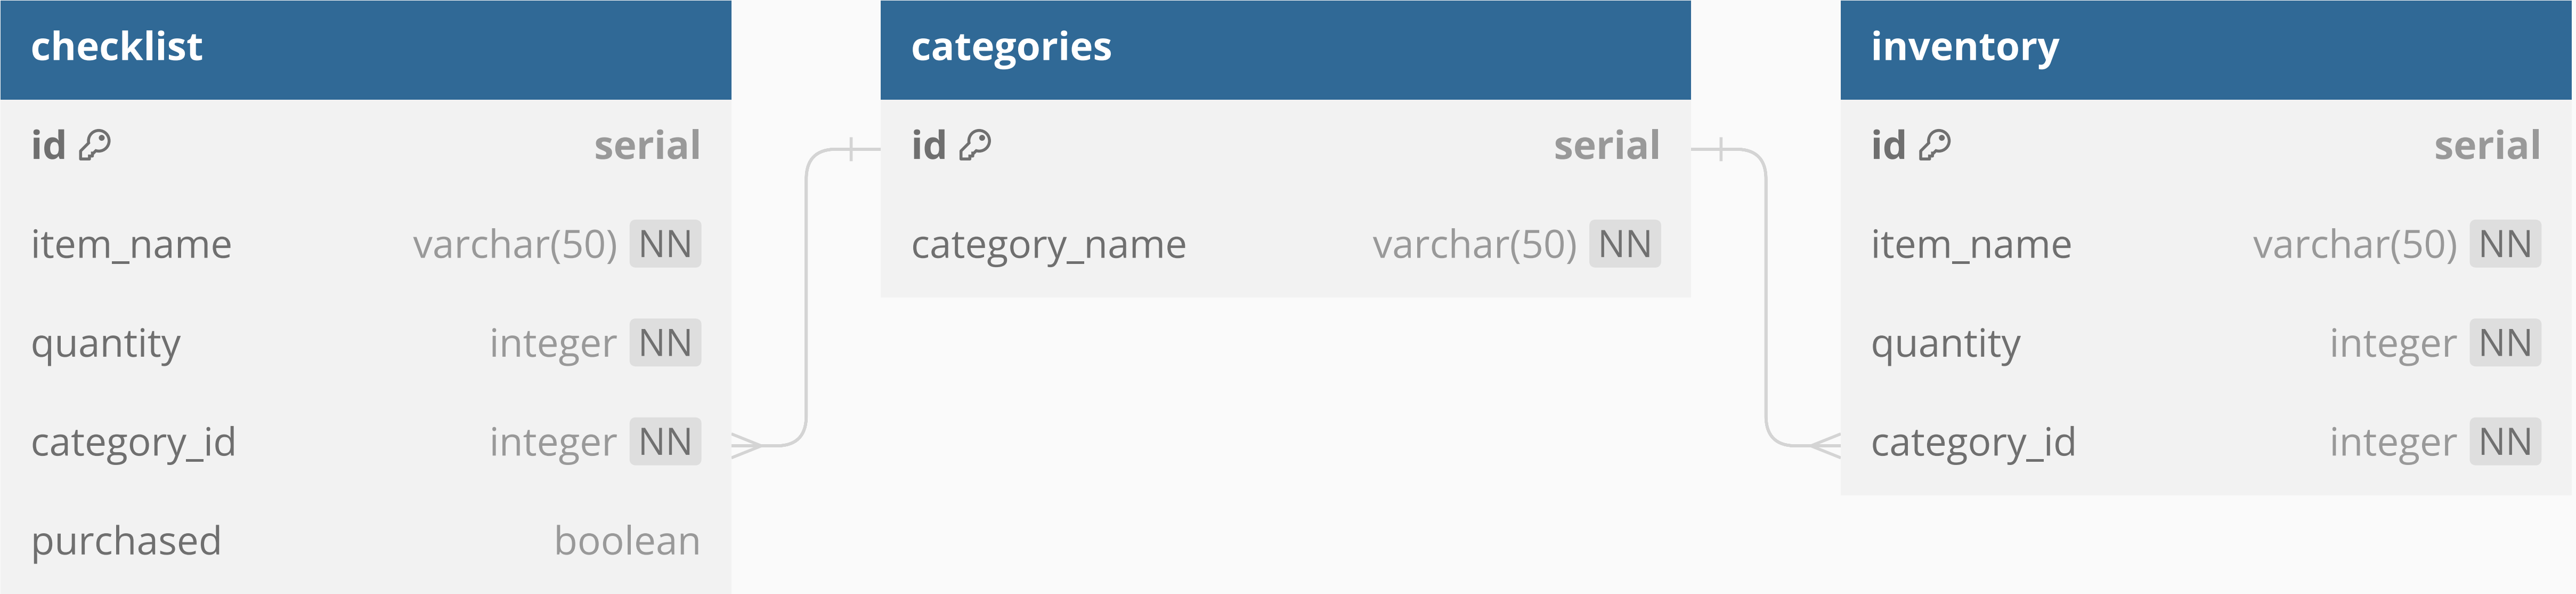 checklist
id serial
item_name varchar(50) NN
quantity integer NN
category_id integer NN
purchased boolean
categories
id serial
category_name varchar(50) NN
inventory
id serial
item_name varchar(50) NN
quantity integer NN
category_id integer NN